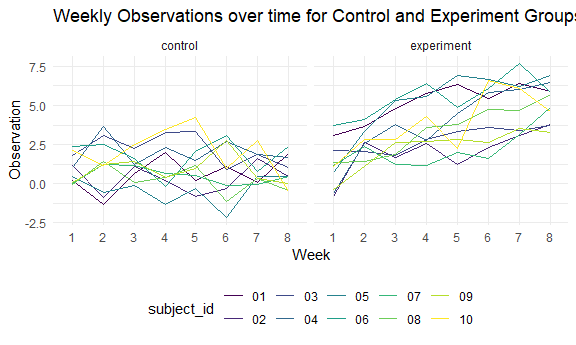 Weekly Observations over time for Control and Experiment Groups
control experiment
7.5
5.0
2.5
0.0
-2.5
Observation
1 2 3 4 5 6 7 8 1 2 3 4 5 6 7 8
Week
subject_id
01 03 05 07 09
02 04 06 08 10